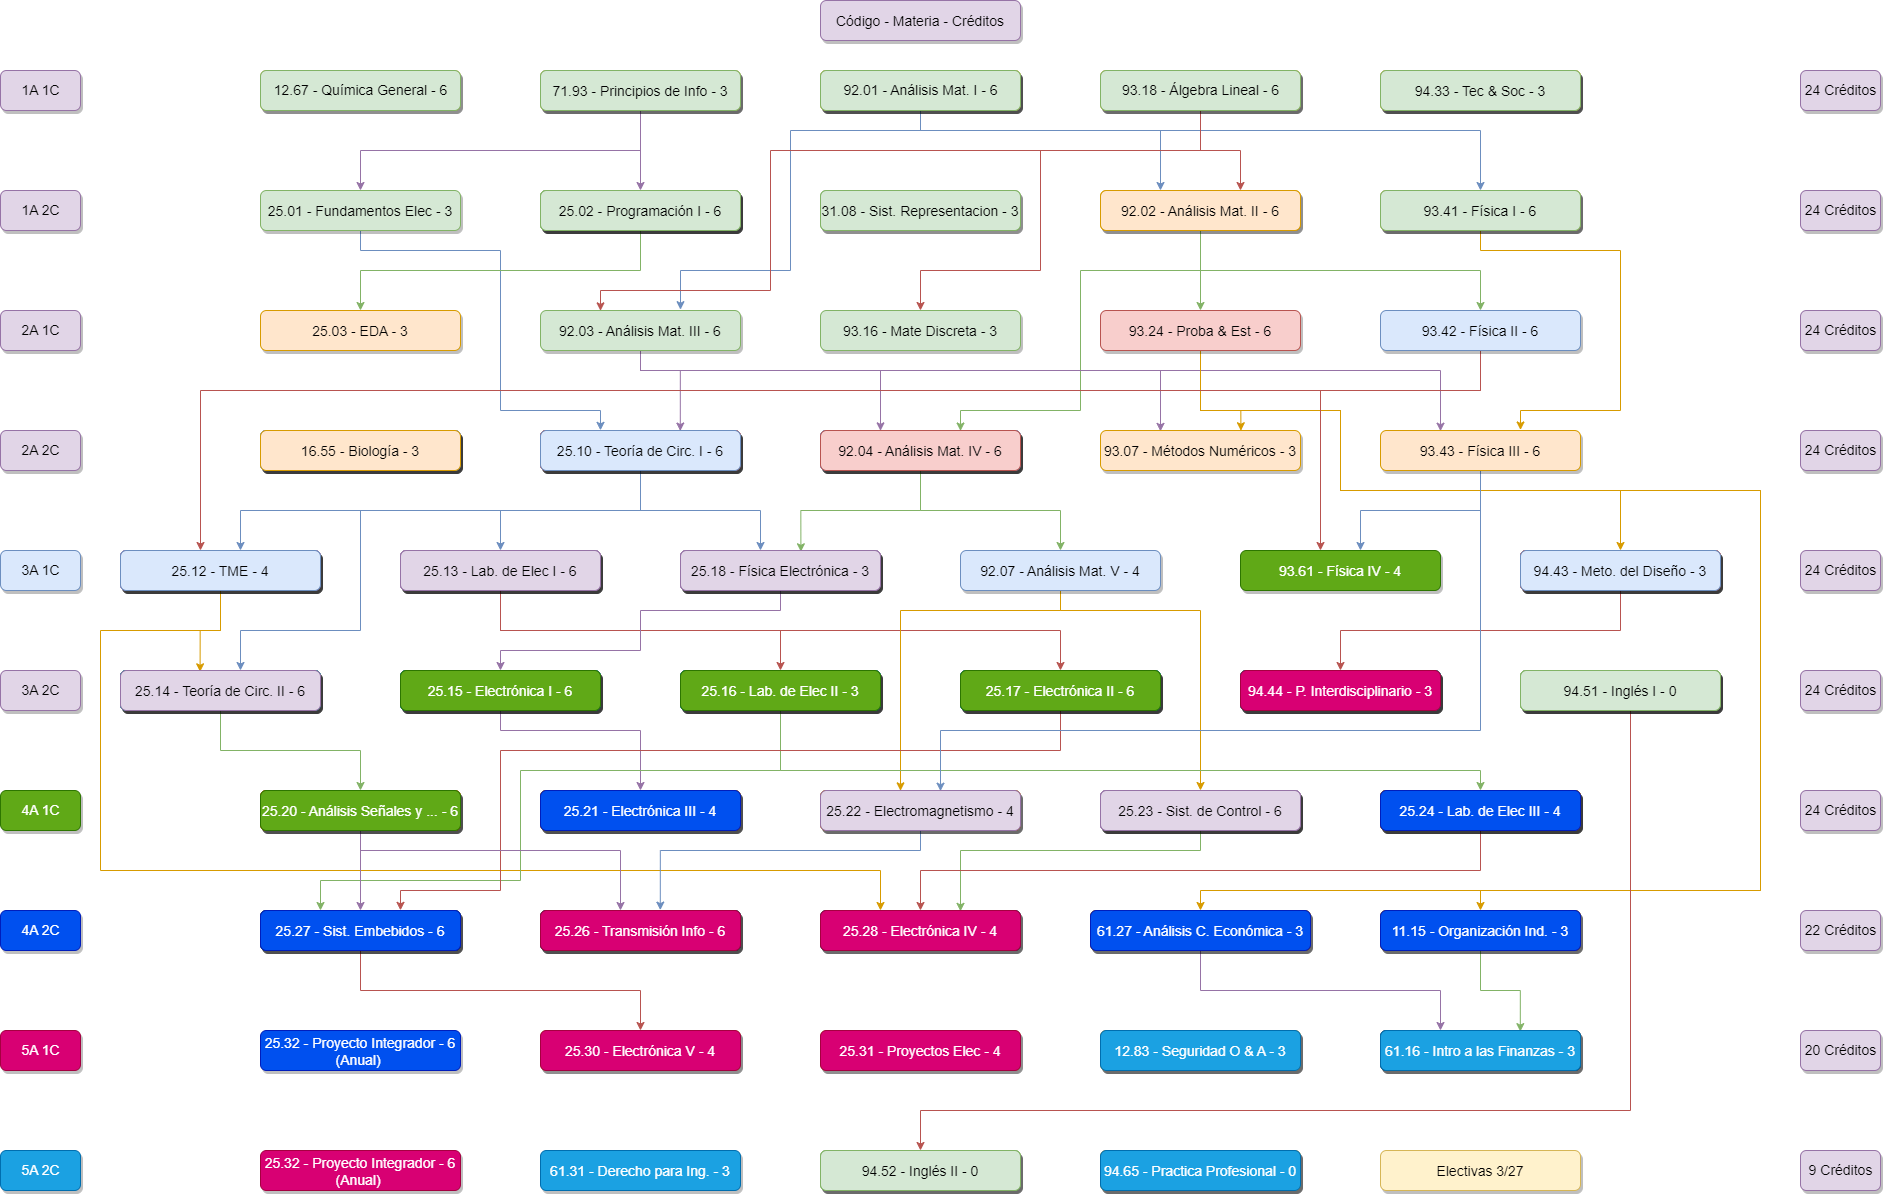 Código - Materia - Créditos
1A 1C
12.67 - Química General - 6
71.93 - Principios de Info - 3
92.01 - Análisis Mat. I - 6
93.18 - Álgebra Lineal - 6
94.33 - Tec & Soc - 3
24 Créditos
1A 2C
25.01 - Fundamentos Elec - 3
25.02 - Programación I - 6
31.08 - Sist. Representacion - 3
92.02 - Análisis Mat. II - 6
93.41 - Física I - 6
24 Créditos
2A 1C
25.03 - EDA - 3
92.03 - Análisis Mat. III - 6
93.16 - Mate Discreta - 3
93.24 - Proba & Est - 6
93.42 - Física II - 6
24 Créditos
2A 2C
16.55 - Biología - 3
25.10 - Teoría de Circ. I - 6
92.04 - Análisis Mat. IV - 6
93.07 - Métodos Numéricos - 3
93.43 - Física III - 6
24 Créditos
3A 1C
25.12 - TME - 4
25.13 - Lab. de Elec I - 6
25.18 - Física Electrónica - 3
92.07 - Análisis Mat. V - 4
93.61 - Física IV - 4
94.43 - Meto. del Diseño - 3
24 Créditos
3A 2C
25.14 - Teoría de Circ. II - 6
25.15 - Electrónica I - 6
25.16 - Lab. de Elec II - 3
25.17 - Electrónica II - 6
94.44 - P. Interdisciplinario - 3
94.51 - Inglés I - 0
24 Créditos
4A 1C
25.20 - Análisis Señales y ... - 6
25.21 - Electrónica III - 4
25.22 - Electromagnetismo - 4
25.23 - Sist. de Control - 6
25.24 - Lab. de Elec III - 4
24 Créditos
4A 2C
25.27 - Sist. Embebidos - 6
25.26 - Transmisión Info - 6
25.28 - Electrónica IV - 4
61.27 - Análisis C. Económica - 3
11.15 - Organización Ind. - 3
22 Créditos
5A 1C
25.32 - Proyecto Integrador - 6
(Anual)
25.30 - Electrónica V - 4
25.31 - Proyectos Elec - 4
12.83 - Seguridad O & A - 3
61.16 - Intro a las Finanzas - 3
20 Créditos
5A 2C
25.32 - Proyecto Integrador - 6
(Anual)
61.31 - Derecho para Ing. - 3
94.52 - Inglés II - 0
94.65 - Practica Profesional - 0
Electivas 3/27
9 Créditos